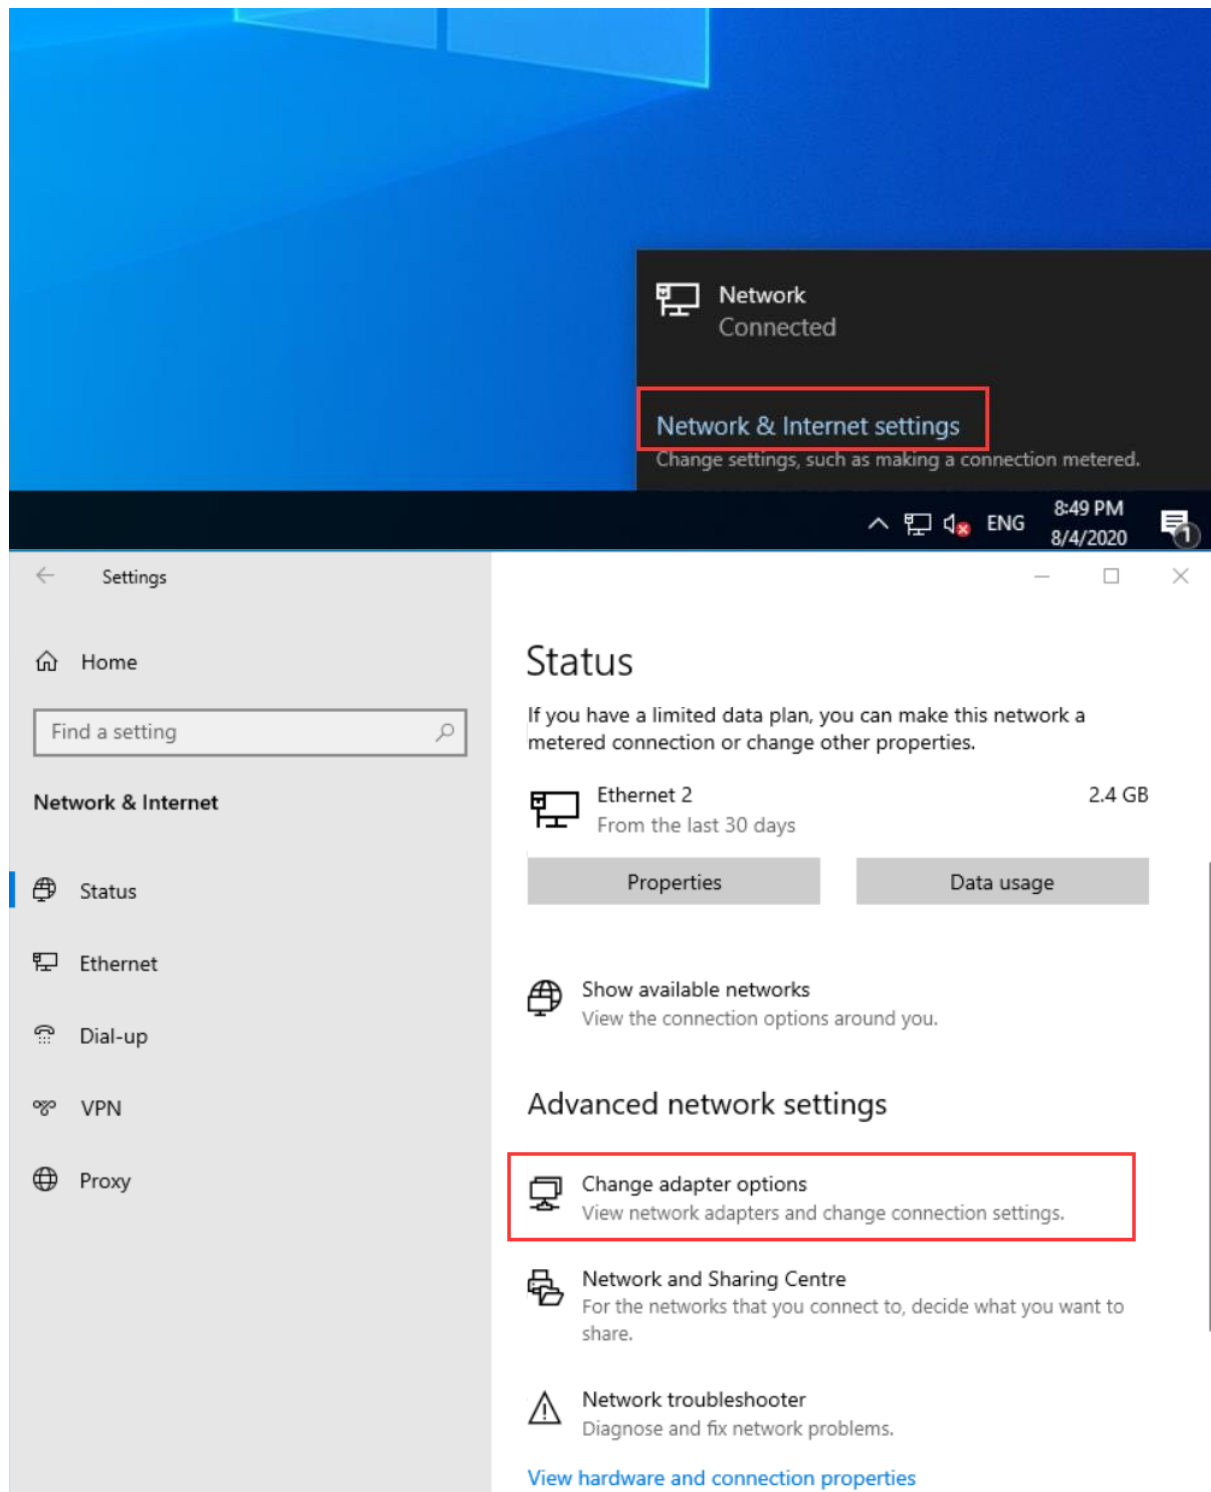 Network
Connected
Network & Internet settings
Change settings, such as making a connection metered.
ENG
8:49 PM
8/4/2020
1
Settings
Home
Find a setting
Network & Internet
Status
Ethernet
Dial-up
VPN
Proxy
Status
If you have a limited data plan, you can make this network a
metered connection or change other properties.
Ethernet 2
2.4 GB
From the last 30 days
Properties
Data usage
Show available networks
View the connection options around you.
Advanced network settings
Change adapter options
View network adapters and change connection settings.
Network and Sharing Centre
For the networks that you connect to, decide what you want to
share.
Network troubleshooter
Diagnose and fix network problems.
View hardware and connection properties